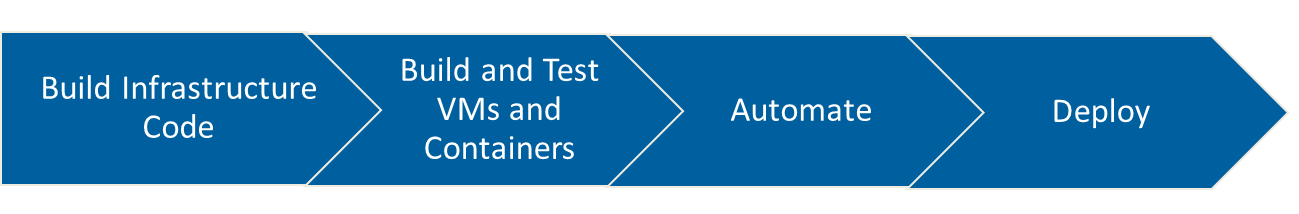 Build Infrastructure
Code
Build and Test
VMs and
Containers
Automate
Deploy